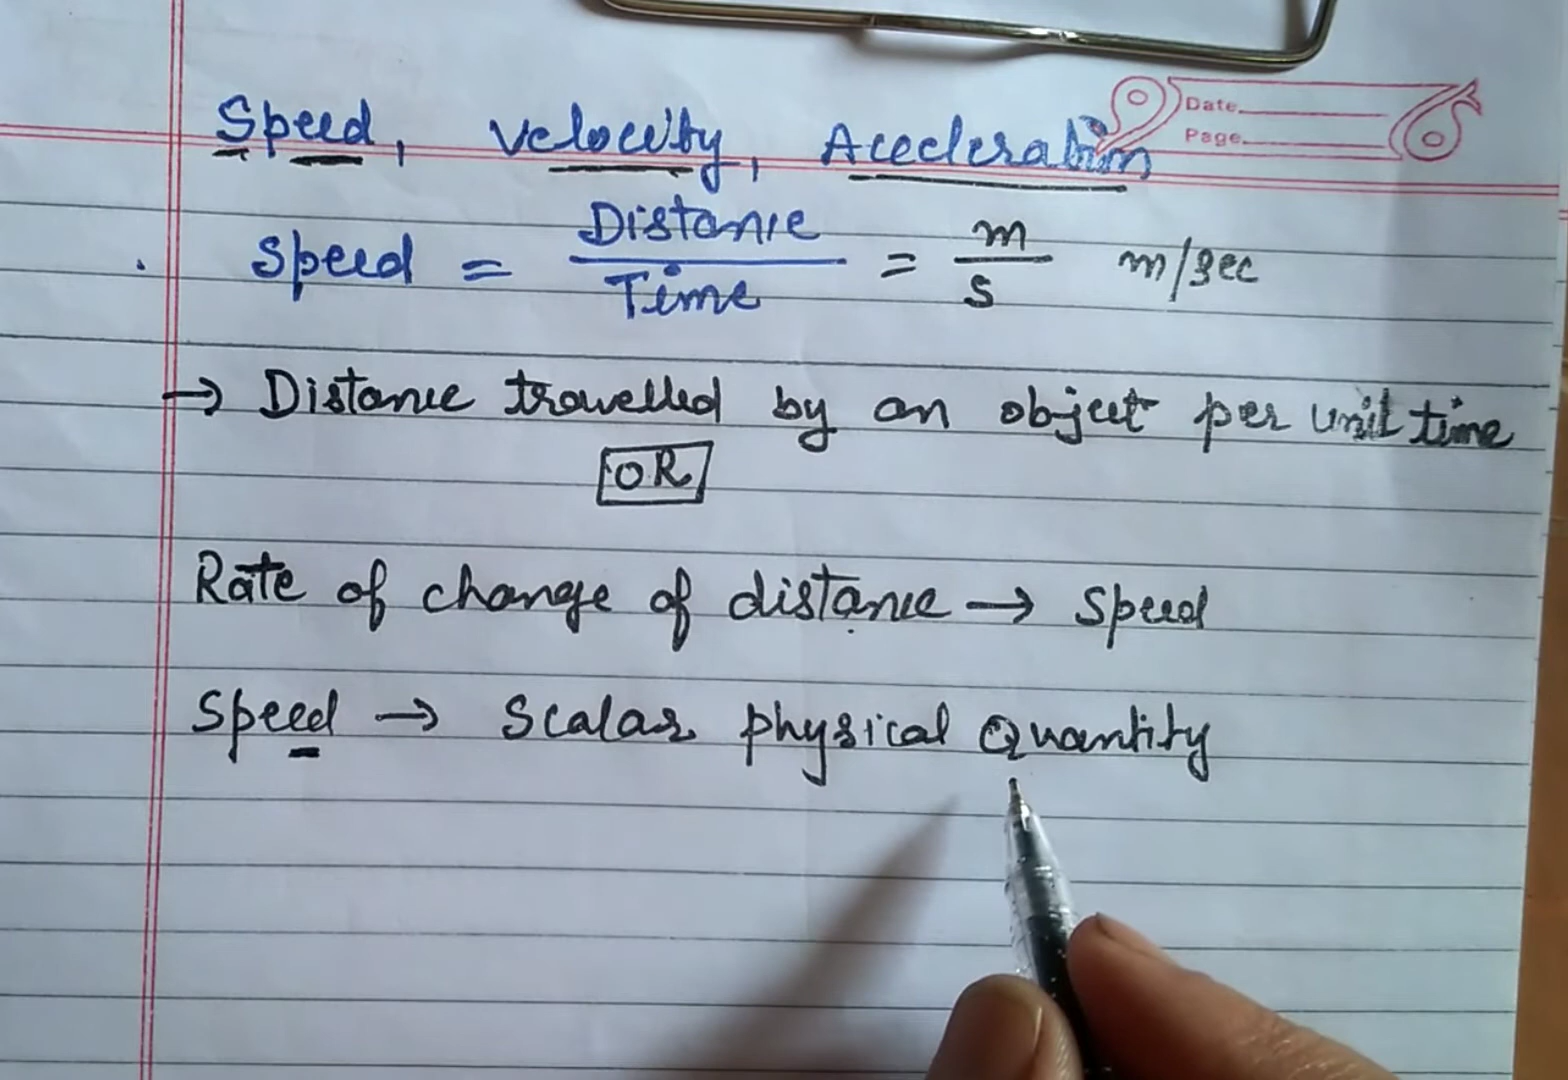 Speed, Velocity, Acceleration
Date
Page
Speed = Distance / Time = m / s m/sec
→ Distance travelled by an object per unit time
OR
Rate of change of distance → Speed
Speed → Scalar physical Quantity